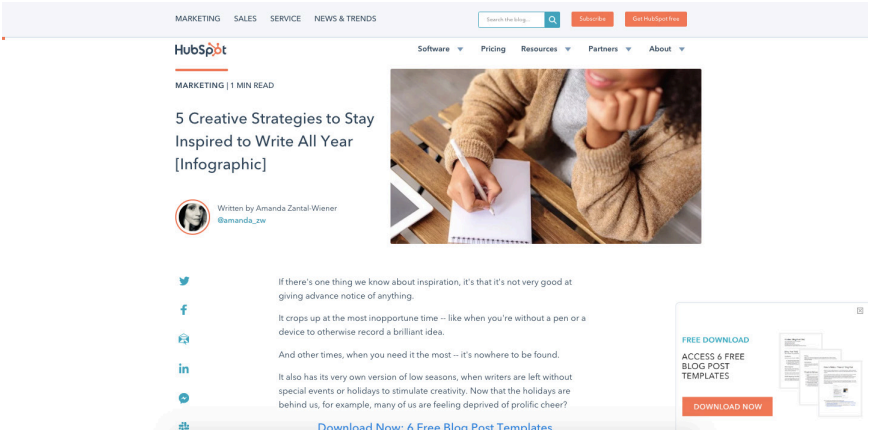 MARKETING SALES SERVICE NEWS & TRENDS
Search the blog...
Subscribe
Get HubSpot free
HubSpot
Software Pricing Resources Partners About
MARKETING | 1 MIN READ
5 Creative Strategies to Stay
Inspired to Write All Year
[Infographic]
Written by Amanda Zantal-Wiener
@amanda_zw
If there's one thing we know about inspiration, it's that it's not very good at
giving advance notice of anything.
It crops up at the most inopportune time -- like when you're without a pen or a
device to otherwise record a brilliant idea.
And other times, when you need it the most -- it's nowhere to be found.
It also has its very own version of low seasons, when writers are left without
special events or holidays to stimulate creativity. Now that the holidays are
behind us, for example, many of us are feeling deprived of prolific cheer?
Download Now: 6 Free Blog Post Templates
FREE DOWNLOAD
ACCESS 6 FREE
BLOG POST
TEMPLATES
DOWNLOAD NOW